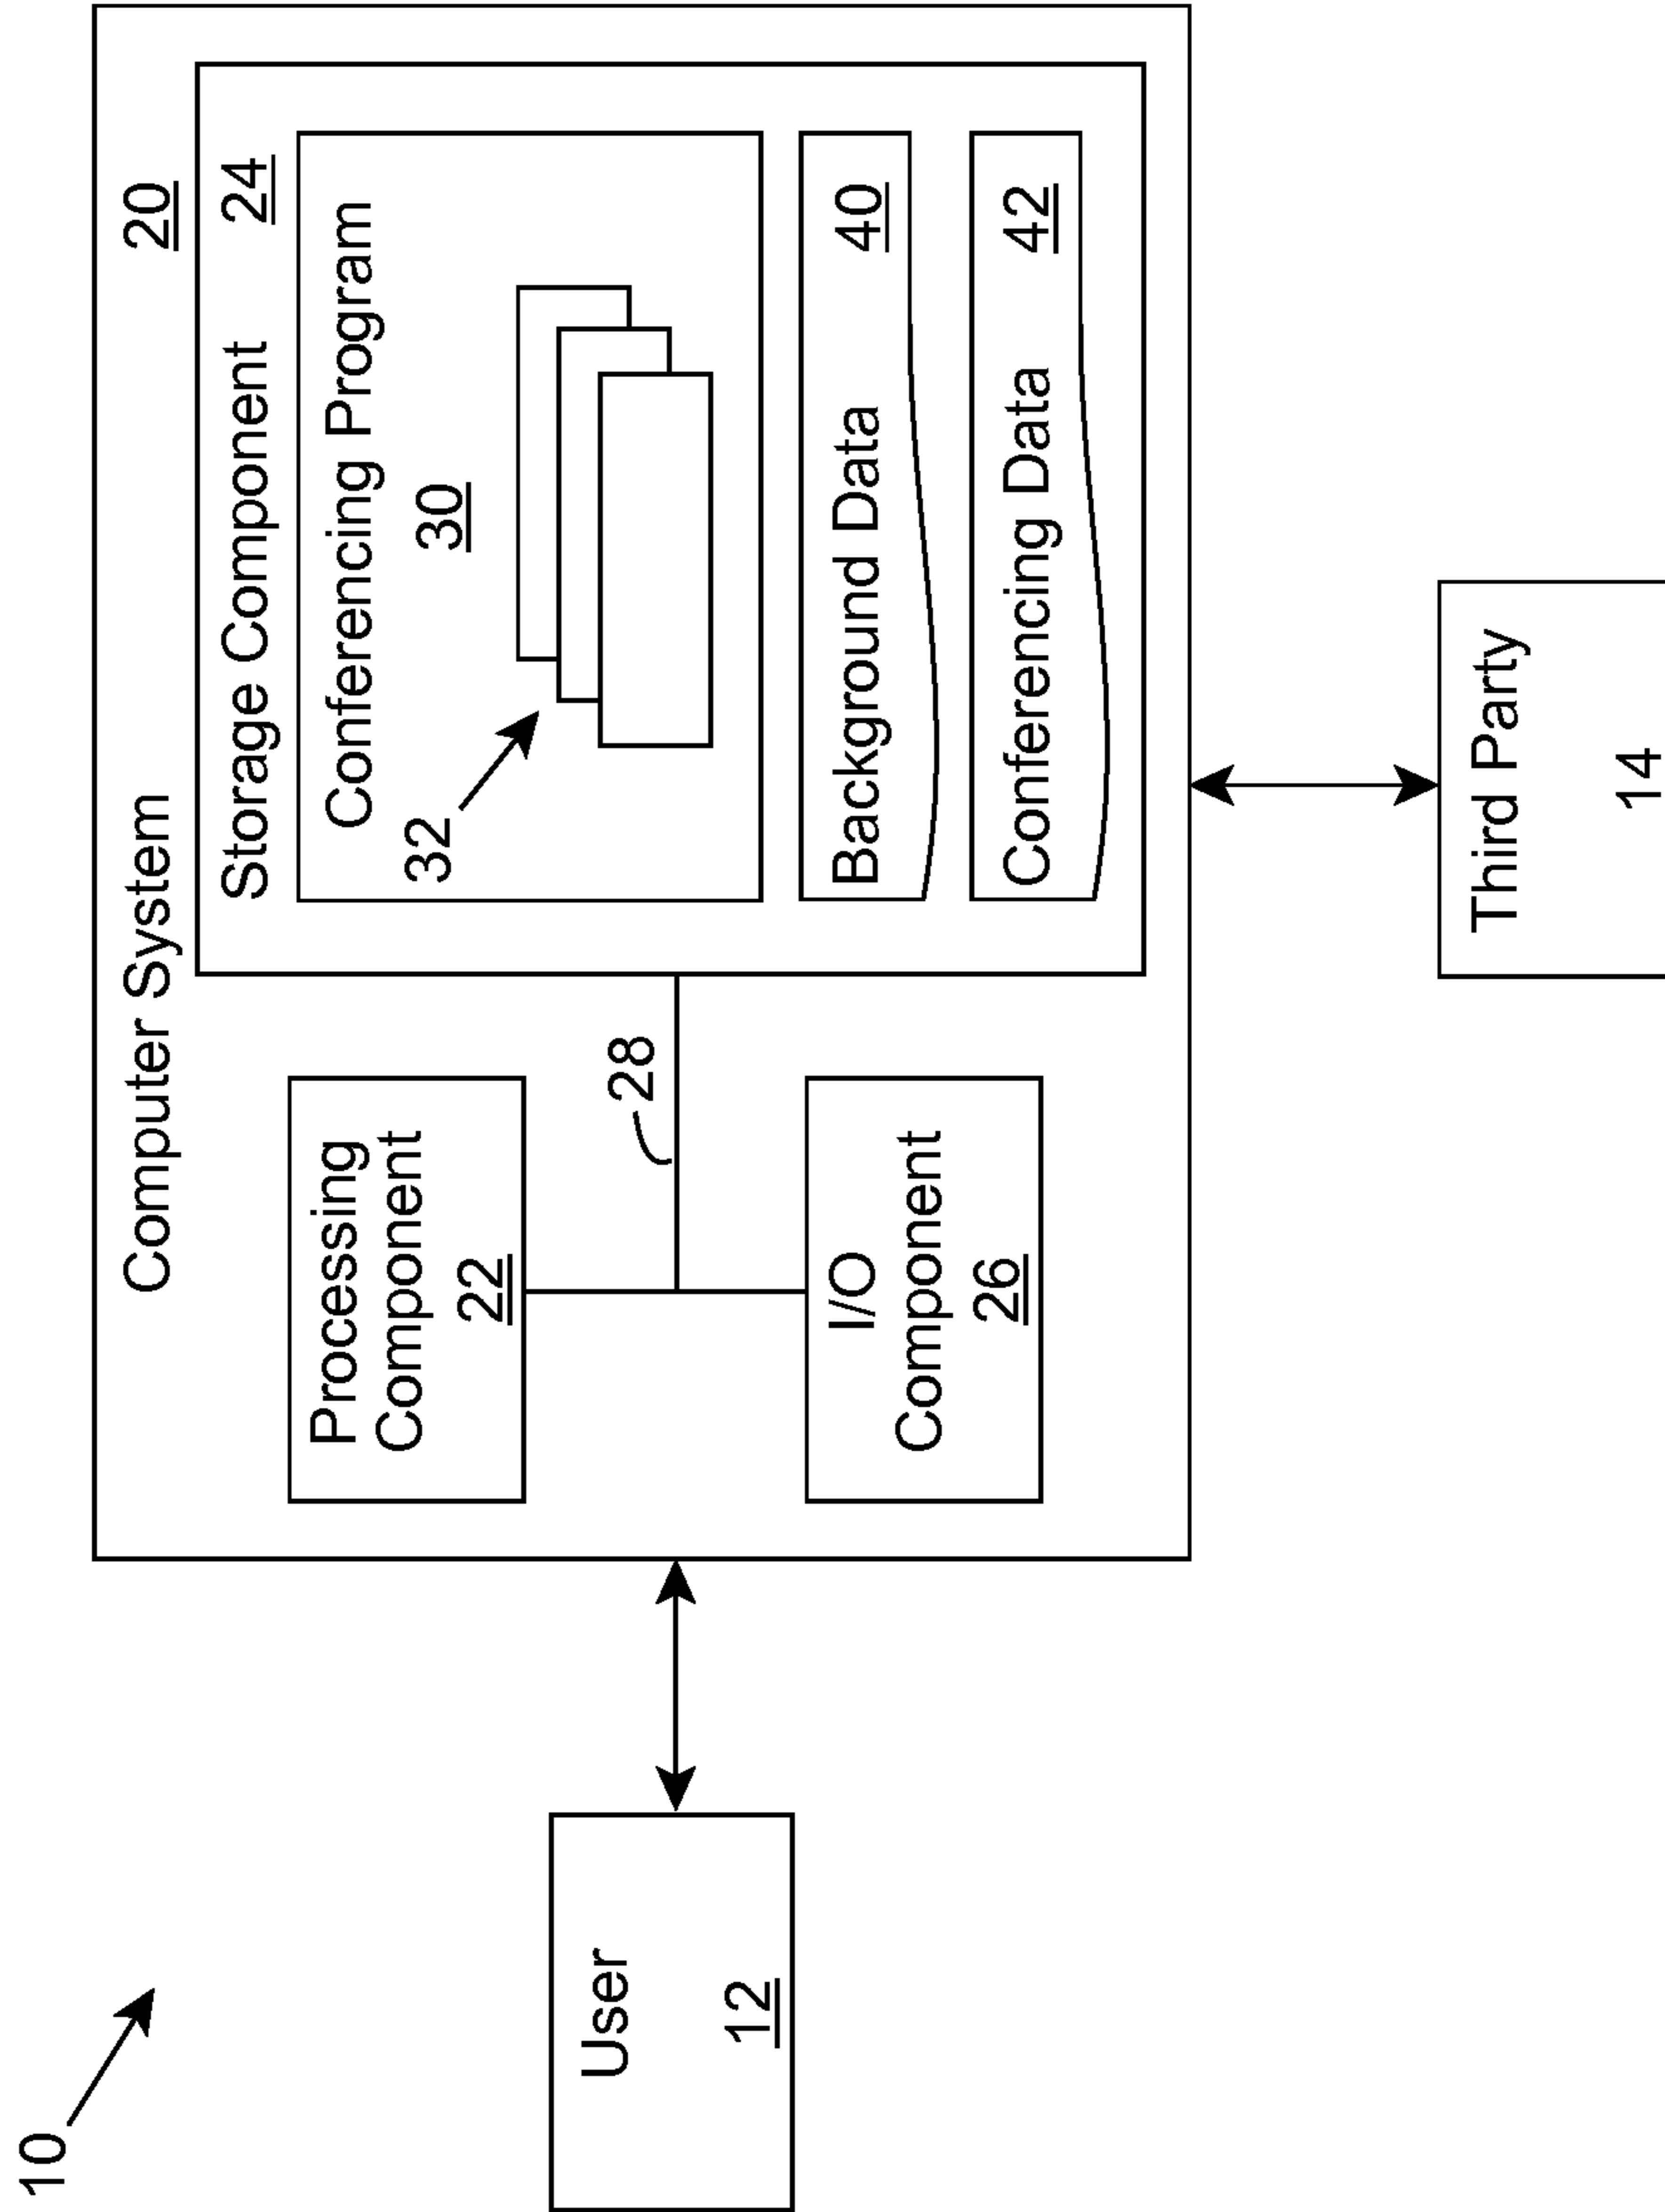 10
Computer System
20
Processing
Component
22
28
I/O
Component
26
Storage Component
24
Conferencing Program
30
32
Background Data
40
Conferencing Data
42
User
12
Third Party
14